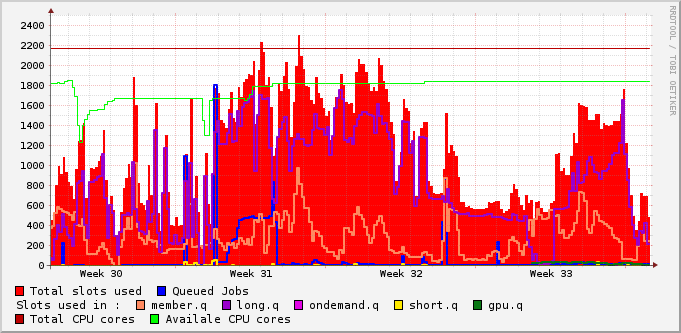 RRDTOOL / TOBI OETIKER
2400
2200
2000
1800
1600
1400
1200
1000
800
600
400
200
0
Week 30 Week 31 Week 32 Week 33
Total slots used Queued Jobs
Slots used in : member.q long.q ondemand.q short.q gpu.q
Total CPU cores Availale CPU cores